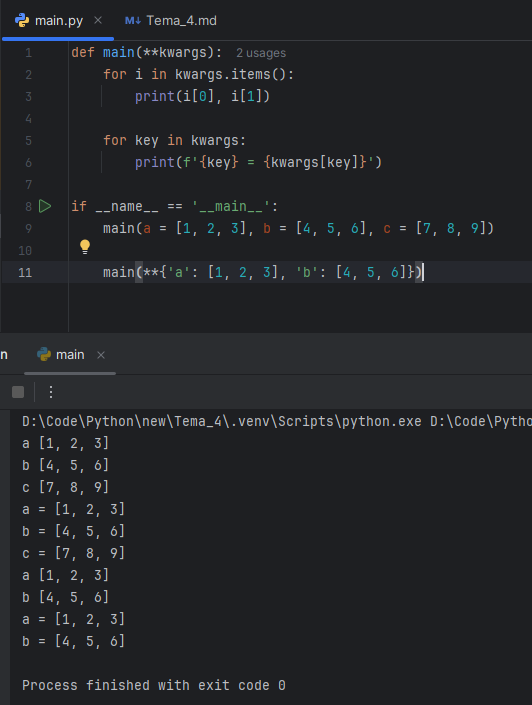 main.py × M↓ Tema_4.md
1 def main(**kwargs): 2 usages
2     for i in kwargs.items():
3         print(i[0], i[1])
4
5     for key in kwargs:
6         print(f'{key} = {kwargs[key]}')
7
8 if __name__ == '__main__':
9     main(a = [1, 2, 3], b = [4, 5, 6], c = [7, 8, 9])
10
11     main(**{'a': [1, 2, 3], 'b': [4, 5, 6]})
n main ×
D:\Code\Python\new\Tema_4\.venv\Scripts\python.exe D:\Code\Pytho
a [1, 2, 3]
b [4, 5, 6]
c [7, 8, 9]
a = [1, 2, 3]
b = [4, 5, 6]
c = [7, 8, 9]
a [1, 2, 3]
b [4, 5, 6]
a = [1, 2, 3]
b = [4, 5, 6]
Process finished with exit code 0